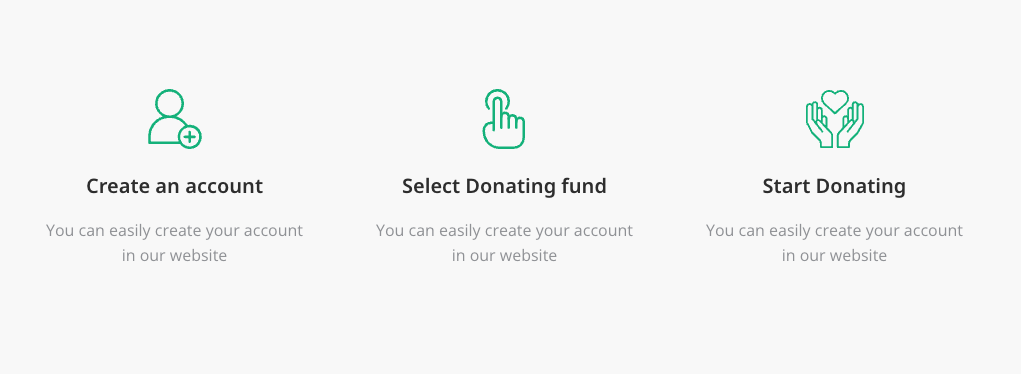 Create an account
You can easily create your account
in our website
Select Donating fund
You can easily create your account
in our website
Start Donating
You can easily create your account
in our website